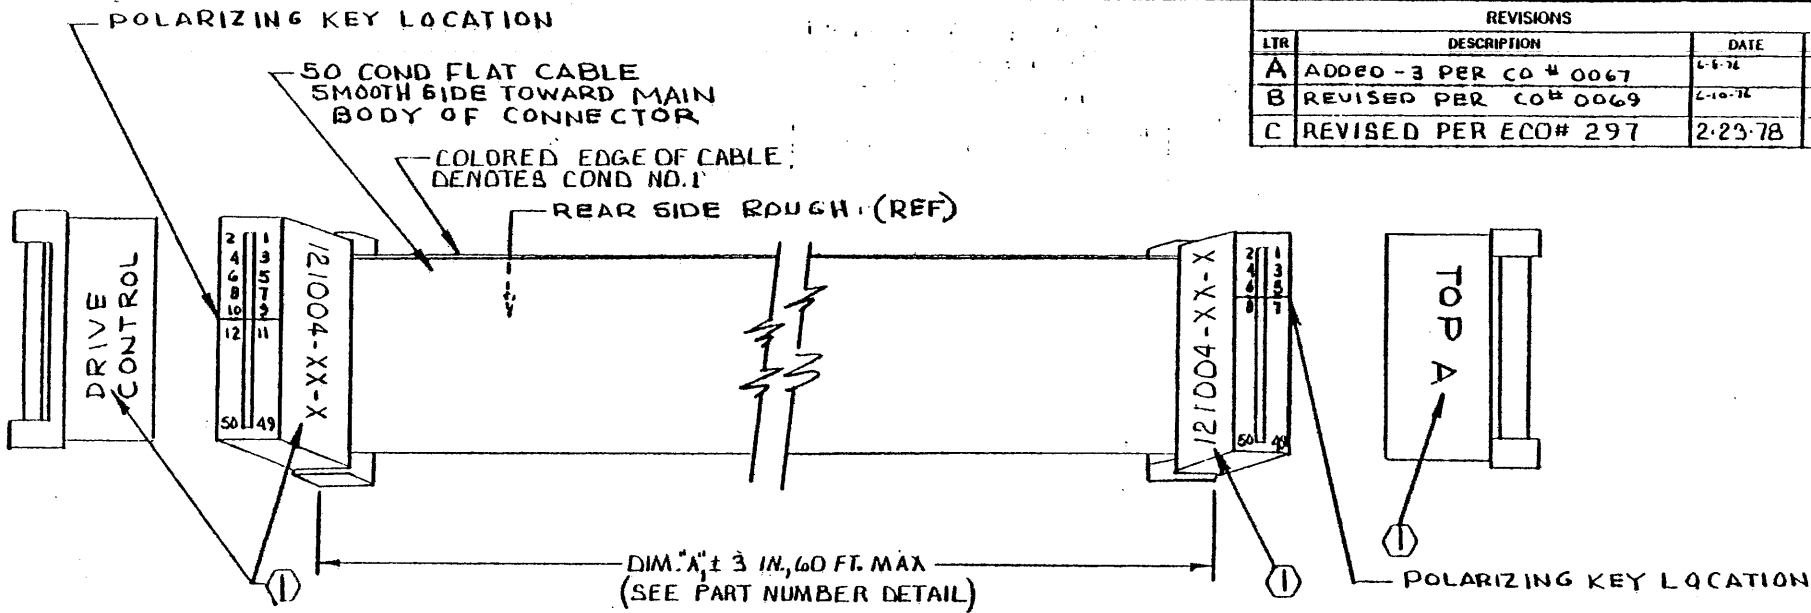 POLARIZING KEY LOCATION
50 COND FLAT CABLE
SMOOTH SIDE TOWARD MAIN
BODY OF CONNECTOR
COLORED EDGE OF CABLE
DENOTES COND NO.1
REAR SIDE ROUGH. (REF)
REVISIONS
LTR DESCRIPTION DATE
A ADDED -3 PER CO # 0067
B REVISED PER CO# 0069
C REVISED PER ECO# 297 2-23-78
DRIVE
CONTROL
2 1
4 3
6 5
8 7
10 9
12 11
50 49
121004-XX-X
121004-XX-X
2 1
4 3
6 5
8 7
50 49
TOP A
1
DIM. "A", ± 3 IN, 60 FT. MAX
(SEE PART NUMBER DETAIL)
1
1
POLARIZING KEY LOCATION